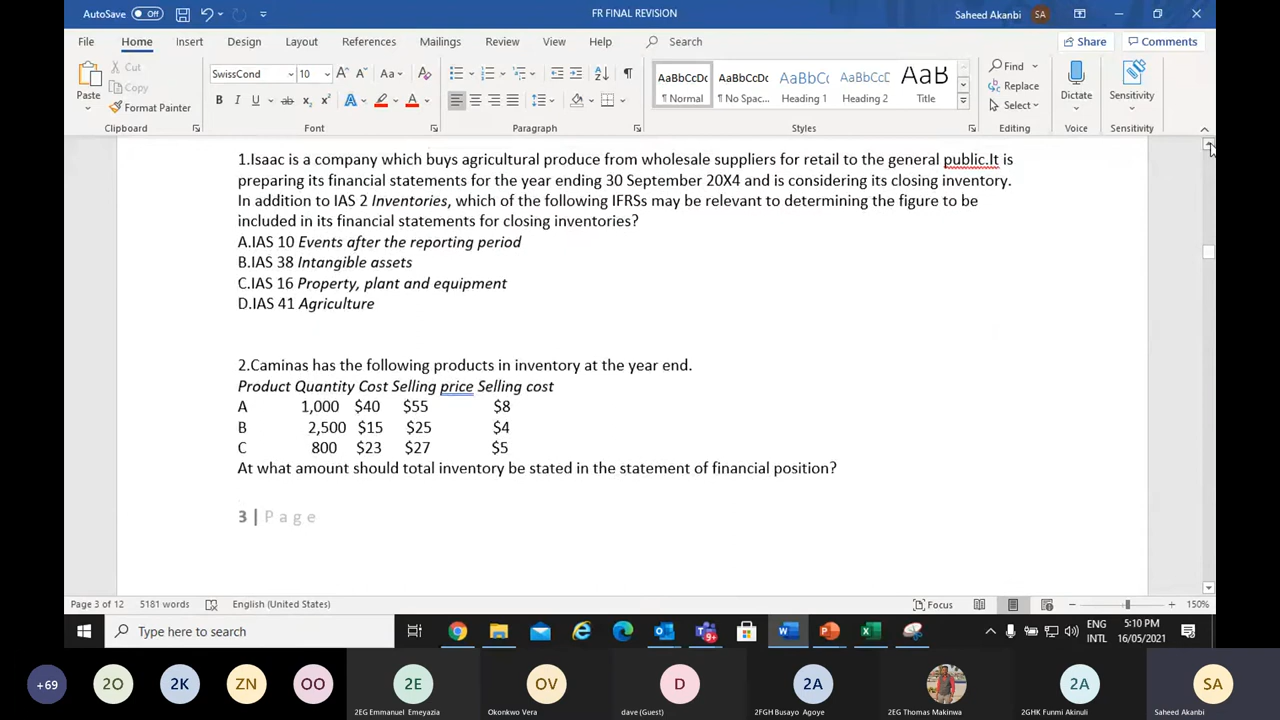 AutoSave Off FR FINAL REVISION Saheed Akanbi SA
File Home Insert Design Layout References Mailings Review View Help Search Share Comments
SwissCond 10 A A Aa A AaBbCcDc AaBbCcDc AaBbCc AaBbCcD AaB Find
Cut
Copy
Replace
Paste Format Painter B I U ab x₂ x² A A ¶ Normal ¶ No Spac... Heading 1 Heading 2 Title Select Dictate Sensitivity
Clipboard Font Paragraph Styles Editing Voice Sensitivity
1.Isaac is a company which buys agricultural produce from wholesale suppliers for retail to the general public.It is
preparing its financial statements for the year ending 30 September 20X4 and is considering its closing inventory.
In addition to IAS 2 Inventories, which of the following IFRSs may be relevant to determining the figure to be
included in its financial statements for closing inventories?
A.IAS 10 Events after the reporting period
B.IAS 38 Intangible assets
C.IAS 16 Property, plant and equipment
D.IAS 41 Agriculture
2.Caminas has the following products in inventory at the year end.
Product Quantity Cost Selling price Selling cost
A 1,000 $40 $55 $8
B 2,500 $15 $25 $4
C 800 $23 $27 $5
At what amount should total inventory be stated in the statement of financial position?
3 | Page
Page 3 of 12 5181 words English (United States) Focus 150%
Type here to search ENG 5:10 PM
INTL 16/05/2021
+69 2O 2K ZN OO 2E OV D 2A 2A SA
2EG Emmanuel Emeyazia Okonkwo Vera dave (Guest) 2FGH Busayo Agoye 2EG Thomas Makinwa 2GHK Funmi Akinuli Saheed Akanbi